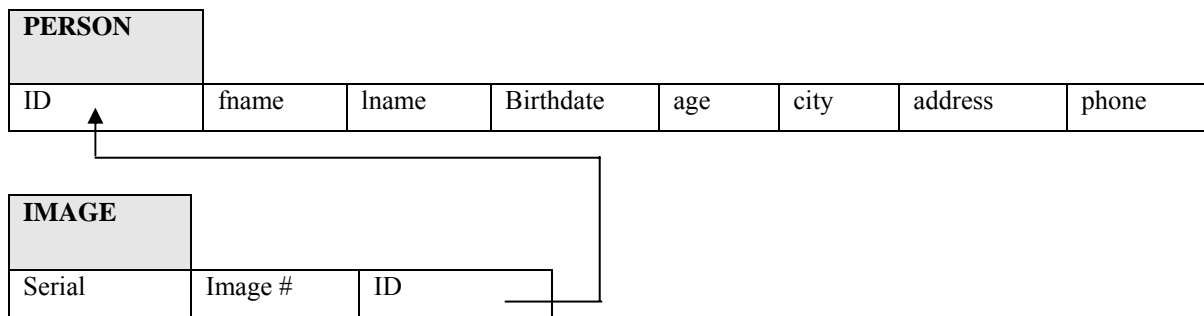 PERSON
ID fname lname Birthdate age city address phone
IMAGE
Serial Image # ID